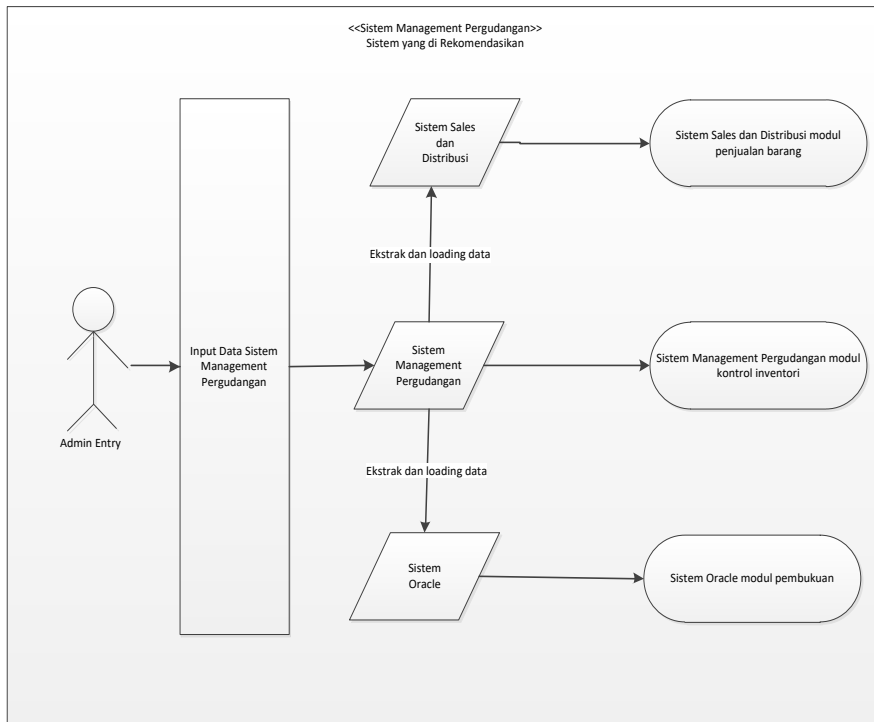 <<Sistem Management Pergudangan>>
Sistem yang di Rekomendasikan
Sistem Sales
dan
Distribusi
Sistem Sales dan Distribusi modul
penjualan barang
Ekstrak dan loading data
Admin Entry
Input Data Sistem
Management
Pergudangan
Sistem
Management
Pergudangan
Sistem Management Pergudangan modul
kontrol inventori
Ekstrak dan loading data
Sistem
Oracle
Sistem Oracle modul pembukuan